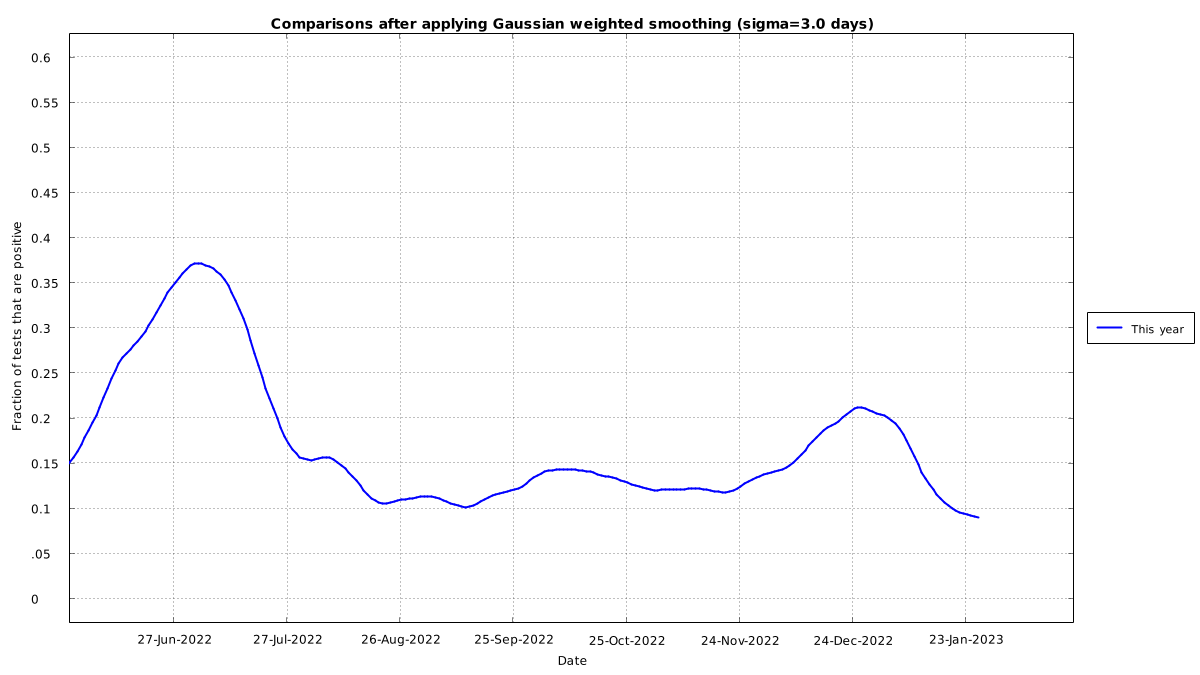 Comparisons after applying Gaussian weighted smoothing (sigma=3.0 days)
0.6
0.55
0.5
0.45
0.4
0.35
0.3
0.25
0.2
0.15
0.1
.05
0
Fraction of tests that are positive
27-Jun-2022
27-Jul-2022
26-Aug-2022
25-Sep-2022
25-Oct-2022
24-Nov-2022
24-Dec-2022
23-Jan-2023
Date
This year